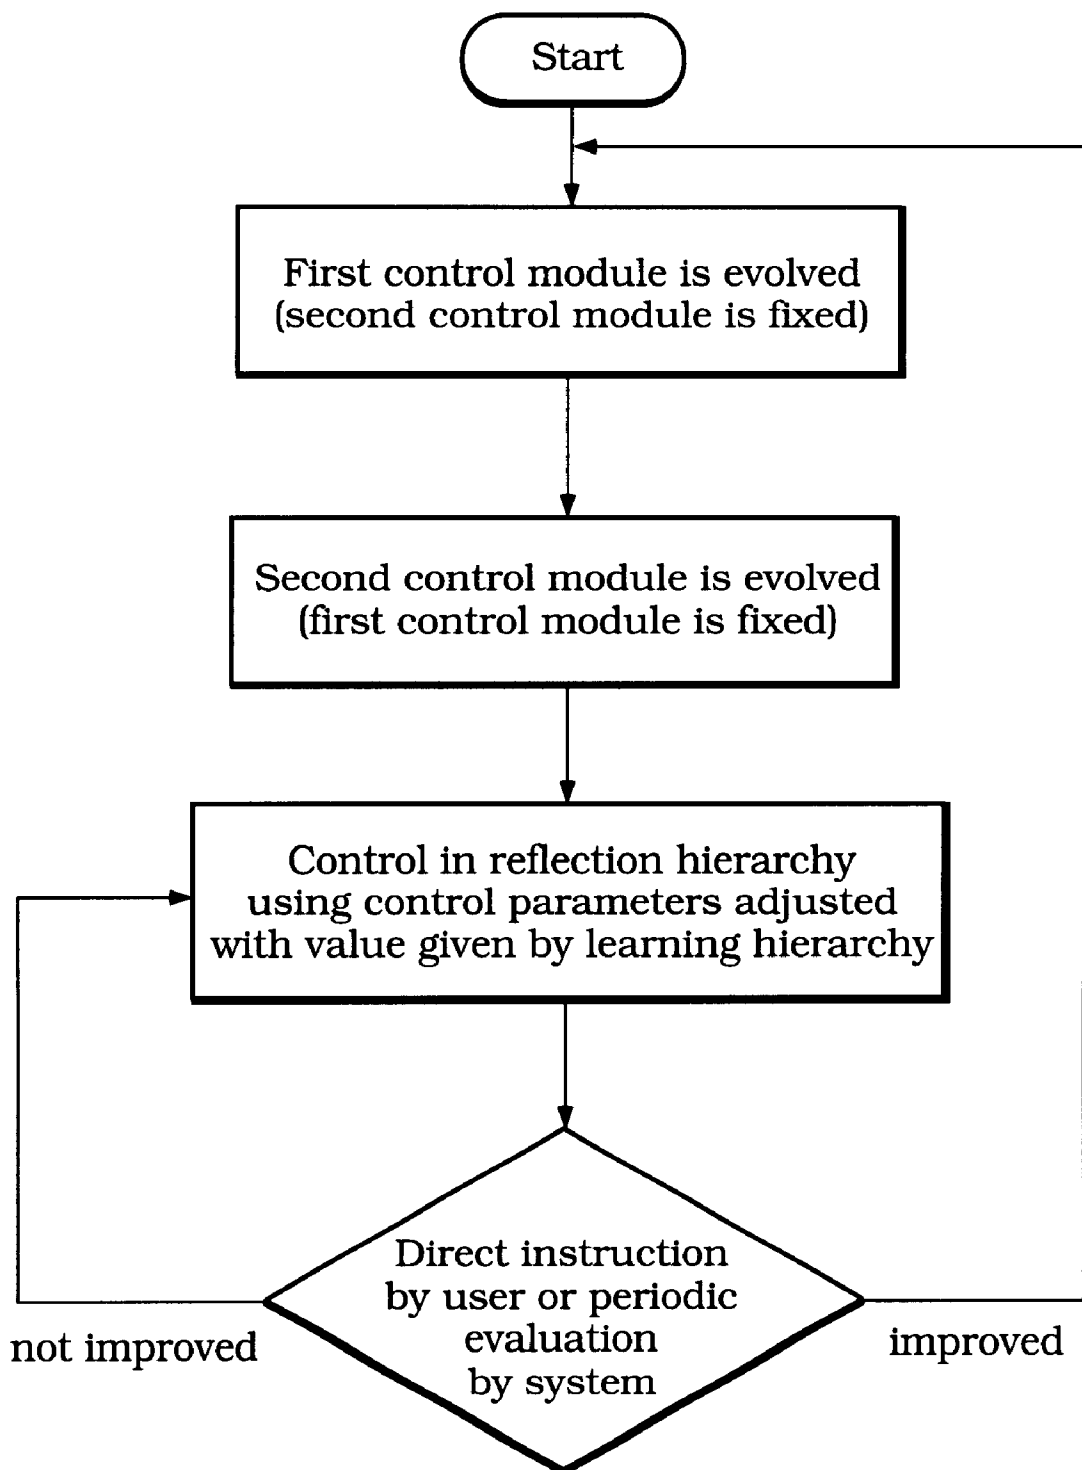 Start
First control module is evolved
(second control module is fixed)
Second control module is evolved
(first control module is fixed)
Control in reflection hierarchy
using control parameters adjusted
with value given by learning hierarchy
Direct instruction
by user or periodic
evaluation
by system
not improved
improved